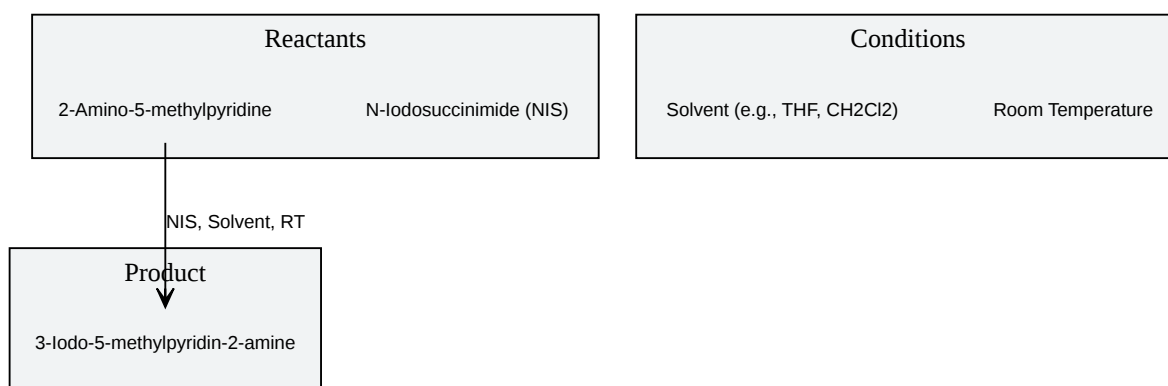 Reactants
2-Amino-5-methylpyridine N-Iodosuccinimide (NIS)
Conditions
Solvent (e.g., THF, CH2Cl2) Room Temperature
NIS, Solvent, RT
Product
3-Iodo-5-methylpyridin-2-amine